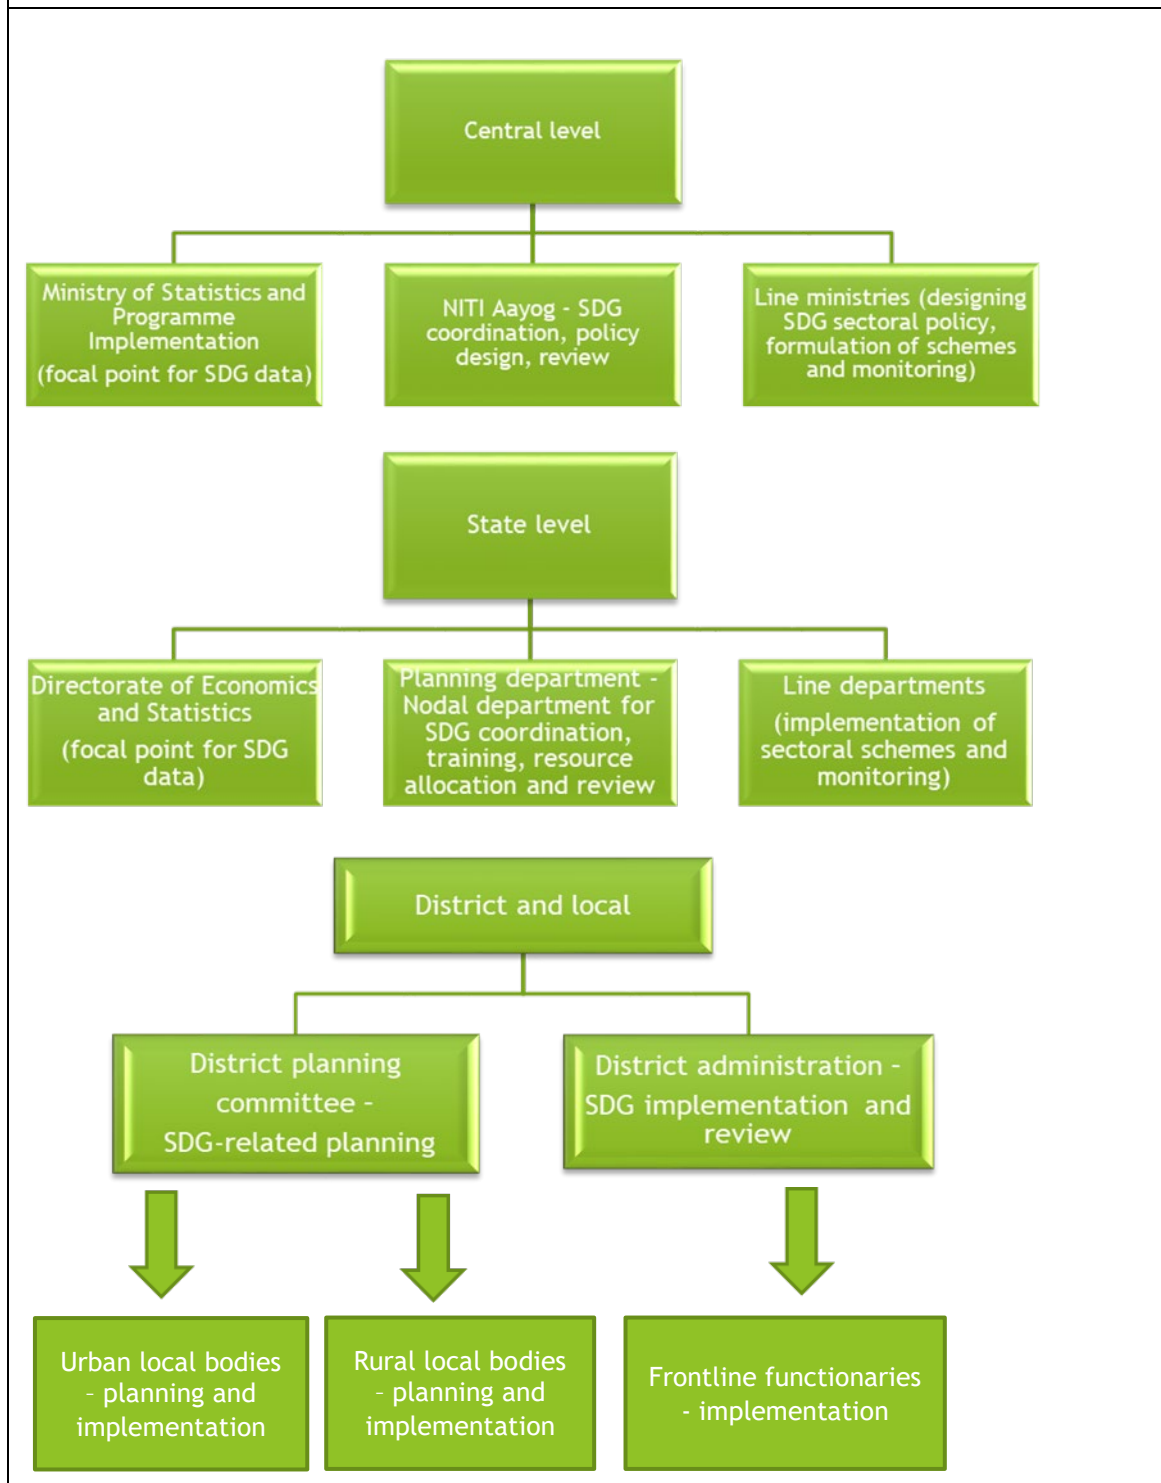 Central level
Ministry of Statistics and
Programme
Implementation
(focal point for SDG data)
NITI Aayog - SDG
coordination, policy
design, review
Line ministries (designing
SDG sectoral policy,
formulation of schemes
and monitoring)
State level
Directorate of Economics
and Statistics
(focal point for SDG
data)
Planning department -
Nodal department for
SDG coordination,
training, resource
allocation and review
Line departments
(implementation of
sectoral schemes and
monitoring)
District and local
District planning
committee –
SDG-related planning
District administration –
SDG implementation and
review
Urban local bodies
– planning and
implementation
Rural local bodies
– planning and
implementation
Frontline functionaries
- implementation